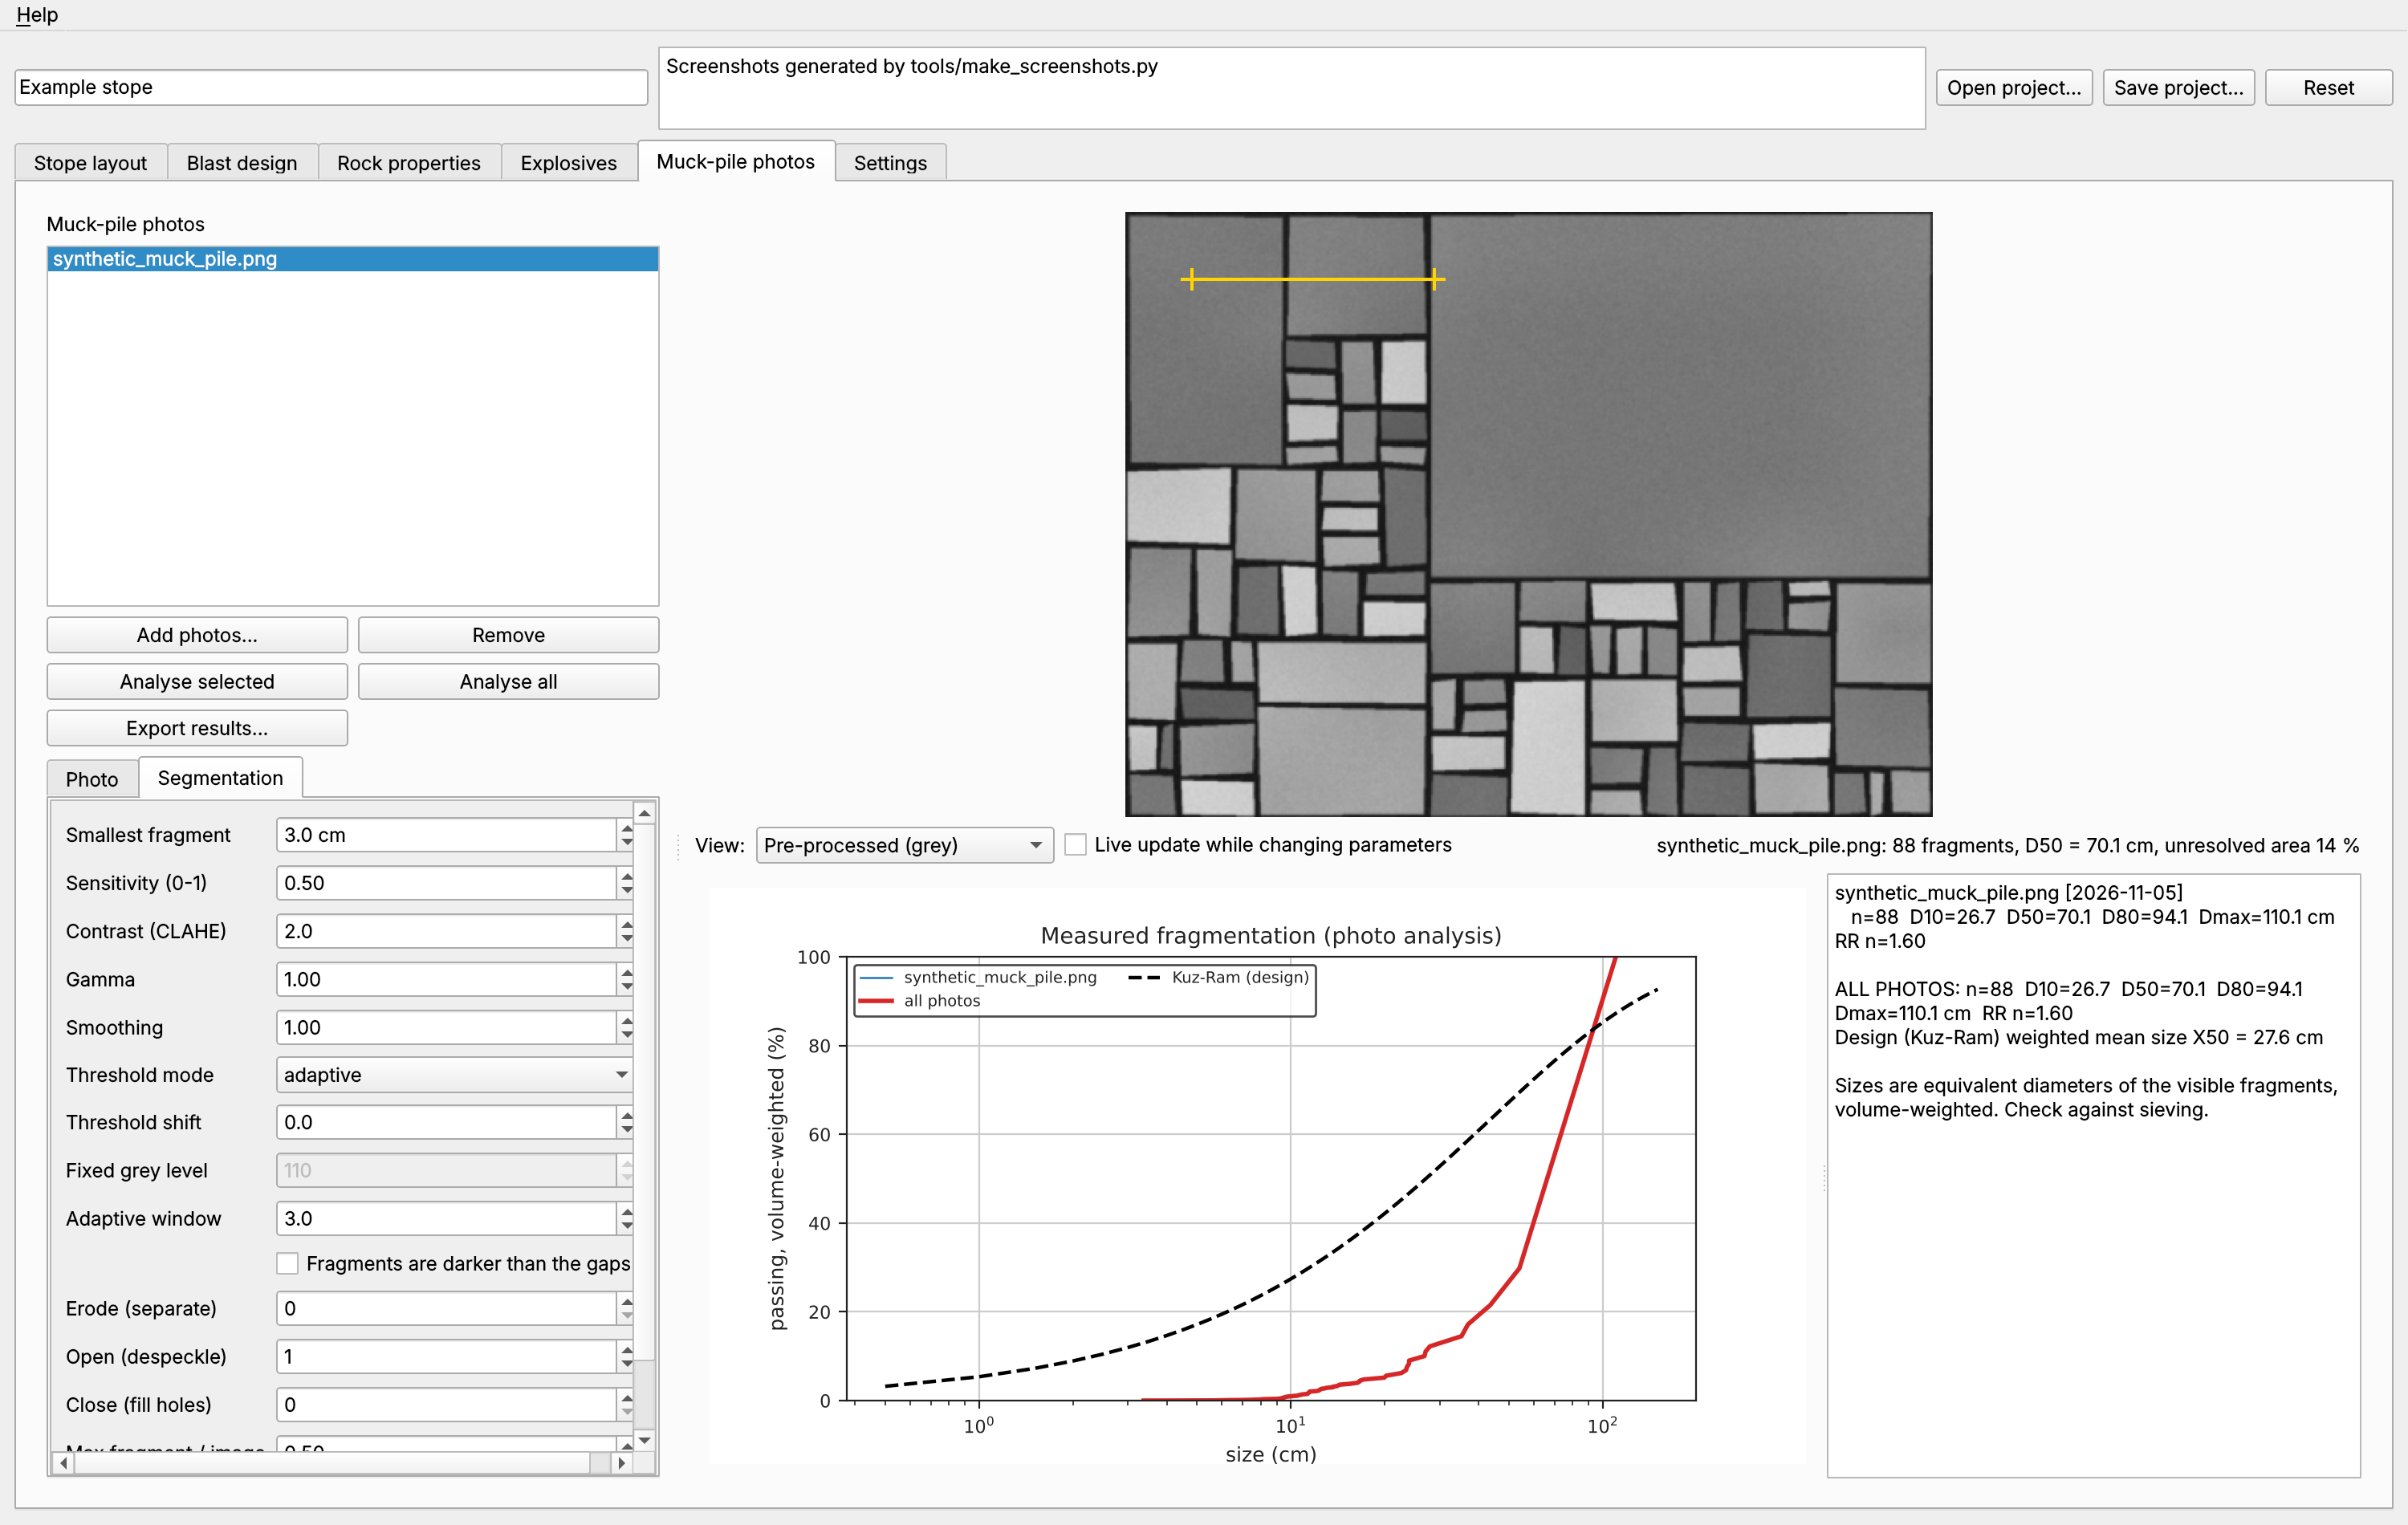 Help
Example stope
Screenshots generated by tools/make_screenshots.py
Open project...
Save project...
Reset
Stope layout
Blast design
Rock properties
Explosives
Muck-pile photos
Settings
Muck-pile photos
synthetic_muck_pile.png
Add photos...
Remove
Analyse selected
Analyse all
Export results...
Photo
Segmentation
Smallest fragment
3.0 cm
Sensitivity (0-1)
0.50
Contrast (CLAHE)
2.0
Gamma
1.00
Smoothing
1.00
Threshold mode
adaptive
Threshold shift
0.0
Fixed grey level
110
Adaptive window
3.0
Fragments are darker than the gaps
Erode (separate)
0
Open (despeckle)
1
Close (fill holes)
0
Max fragment / image
0.50
View:
Pre-processed (grey)
Live update while changing parameters
synthetic_muck_pile.png: 88 fragments, D50 = 70.1 cm, unresolved area 14 %
Measured fragmentation (photo analysis)
synthetic_muck_pile.png
all photos
Kuz-Ram (design)
passing, volume-weighted (%)
100
80
60
40
20
0
10⁰
10¹
10²
size (cm)
synthetic_muck_pile.png [2026-11-05]
n=88 D10=26.7 D50=70.1 D80=94.1 Dmax=110.1 cm
RR n=1.60
ALL PHOTOS: n=88 D10=26.7 D50=70.1 D80=94.1
Dmax=110.1 cm RR n=1.60
Design (Kuz-Ram) weighted mean size X50 = 27.6 cm
Sizes are equivalent diameters of the visible fragments,
volume-weighted. Check against sieving.